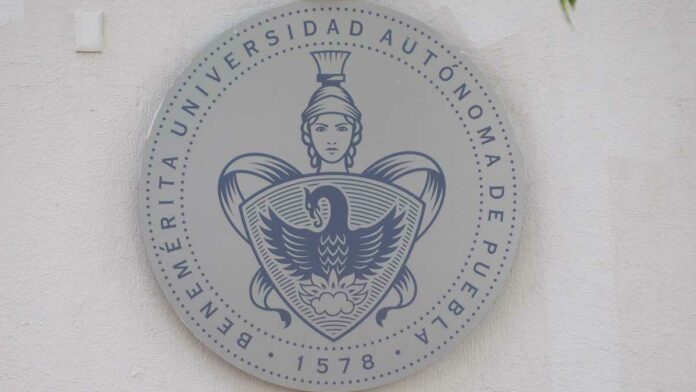 BENEMÉRITA UNIVERSIDAD AUTÓNOMA DE PUEBLA
· 1578 ·